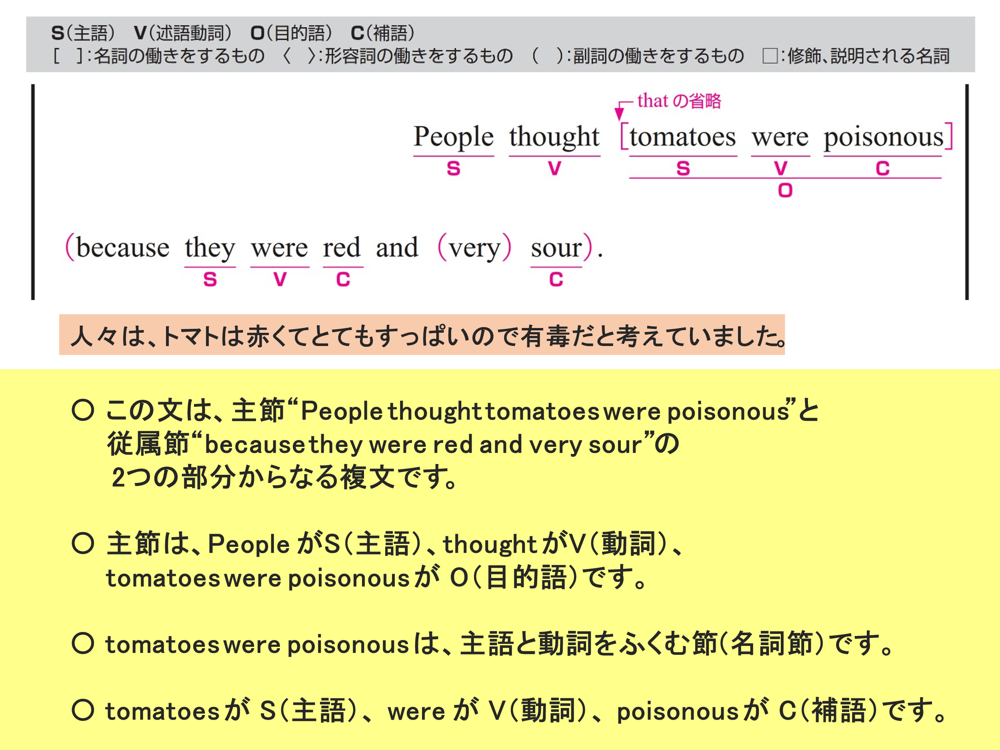 S（主語）　V（述語動詞）　O（目的語）　C（補語）
［　］：名詞の働きをするもの　〈　〉：形容詞の働きをするもの　（　）：副詞の働きをするもの　□：修飾、説明される名詞
that の省略
People thought [tomatoes were poisonous]
S V S V C
O
(because they were red and (very) sour).
S V C C
人々は、トマトは赤くてとてもすっぱいので有毒だと考えていました。
○ この文は、主節“People thought tomatoes were poisonous”と
従属節“because they were red and very sour”の
2つの部分からなる複文です。
○ 主節は、People がS（主語）、thought がV（動詞）、
tomatoes were poisonous が O（目的語）です。
○ tomatoes were poisonous は、主語と動詞をふくむ節（名詞節）です。
○ tomatoes が S（主語）、were が V（動詞）、poisonous が C（補語）です。